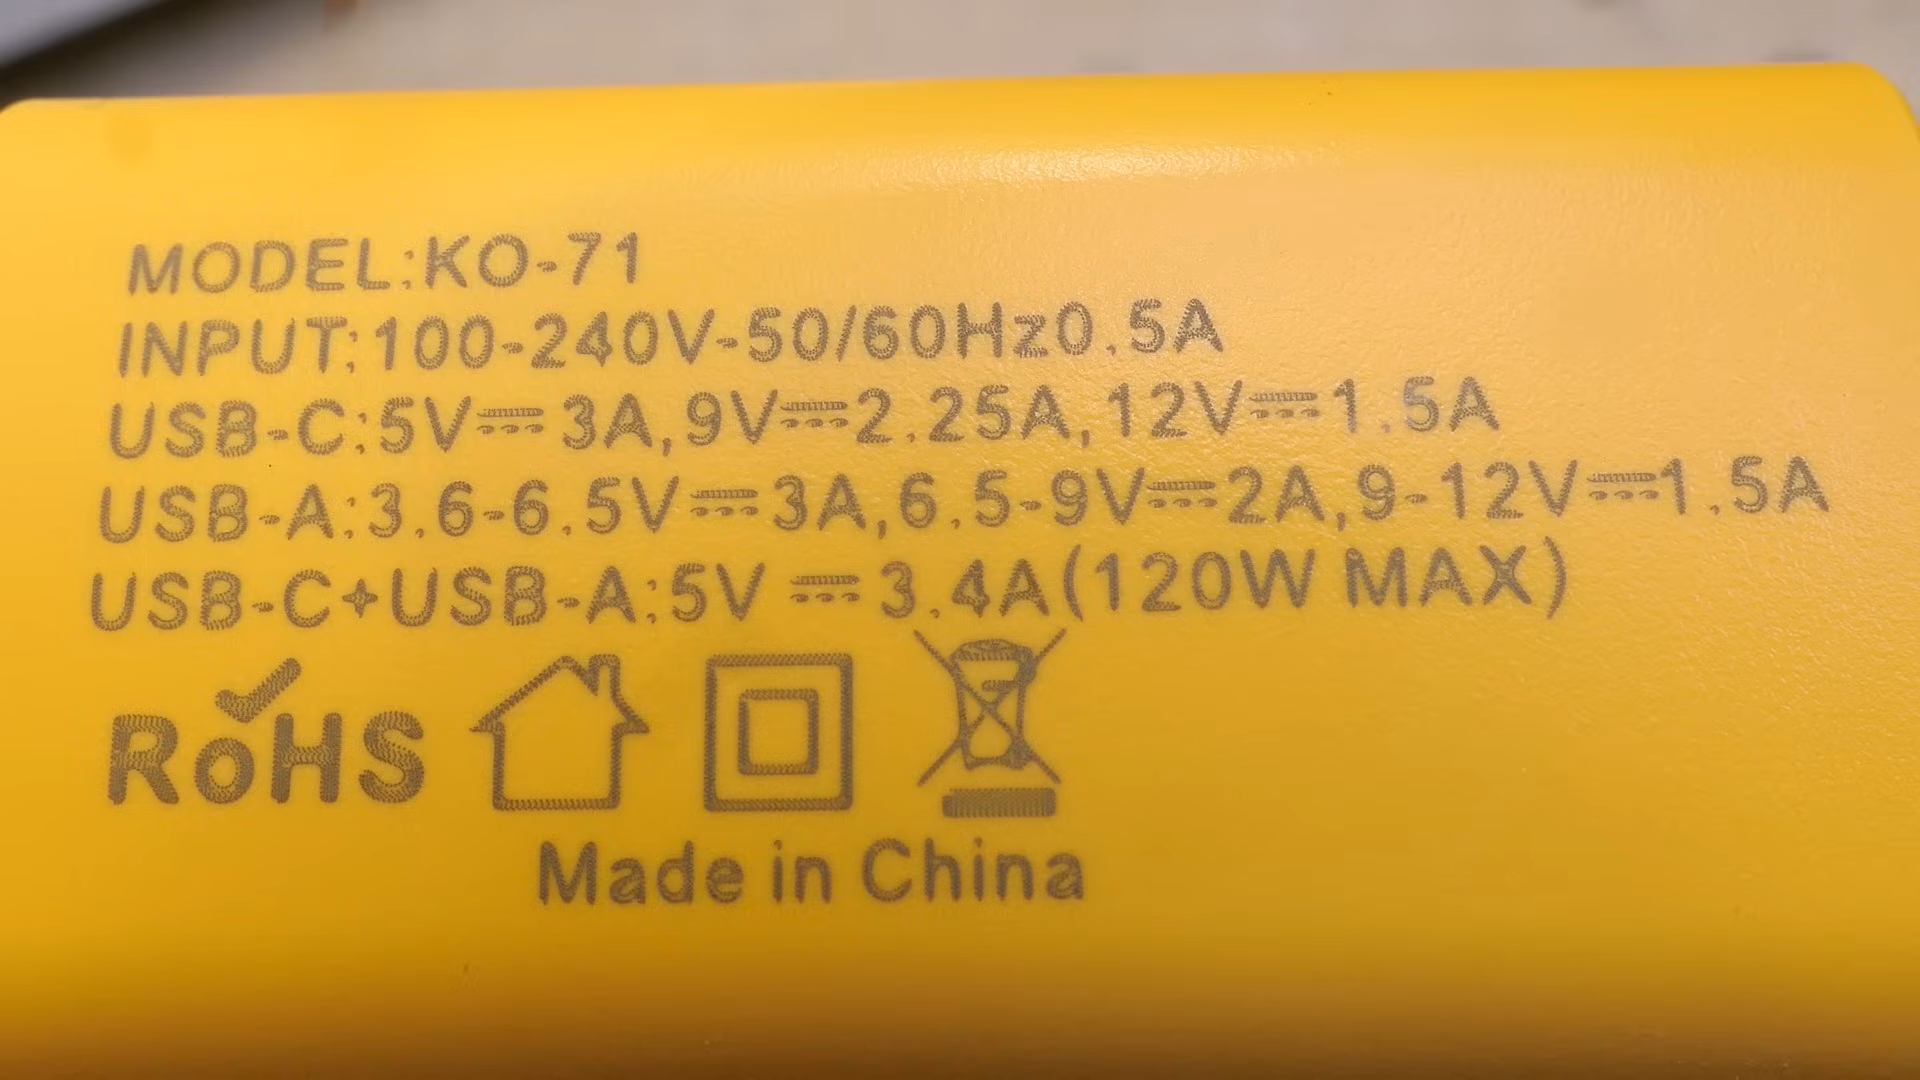 MODEL:KO-71
INPUT:100-240V-50/60Hz0.5A
USB-C:5V⎓3A,9V⎓2.25A,12V⎓1.5A
USB-A:3.6-6.5V⎓3A,6.5-9V⎓2A,9-12V⎓1.5A
USB-C+USB-A:5V ⎓ 3.4A(120W MAX)
RoHS
Made in China